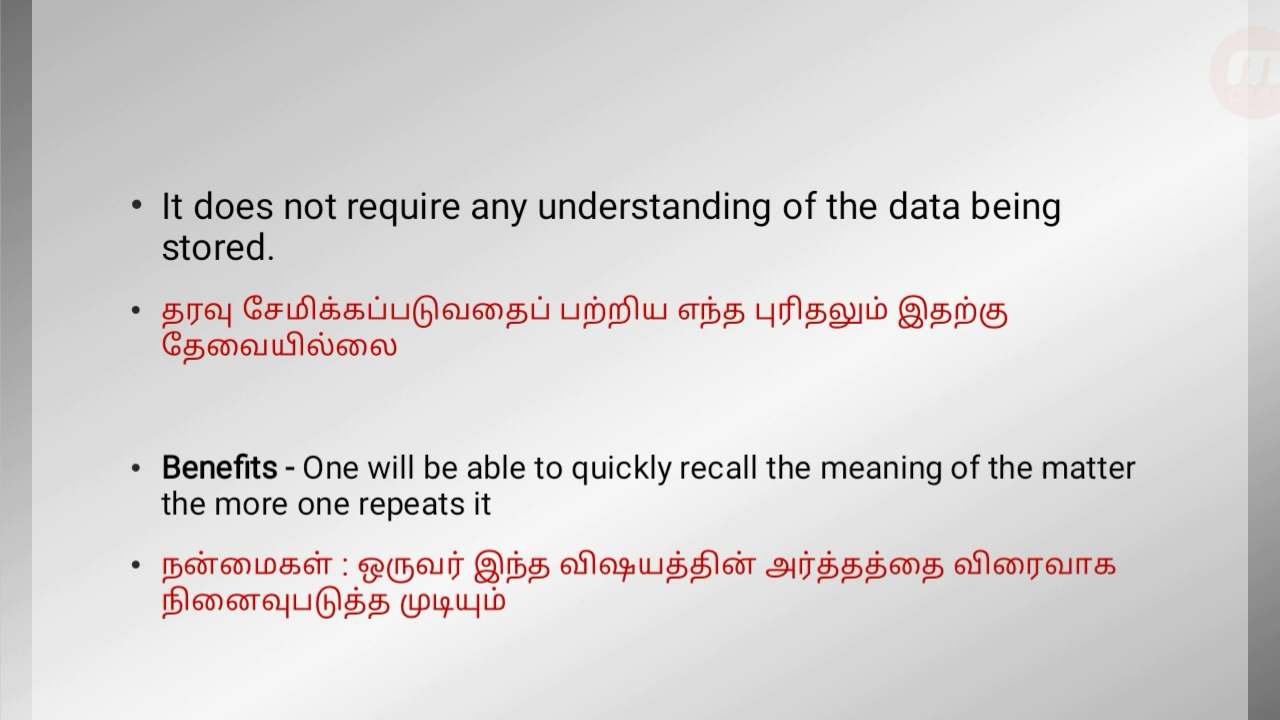 • It does not require any understanding of the data being
stored.
• தரவு சேமிக்கப்படுவதைப் பற்றிய எந்த புரிதலும் இதற்கு
தேவையில்லை
• Benefits - One will be able to quickly recall the meaning of the matter
the more one repeats it
• நன்மைகள் : ஒருவர் இந்த விஷயத்தின் அர்த்தத்தை விரைவாக
நினைவுபடுத்த முடியும்